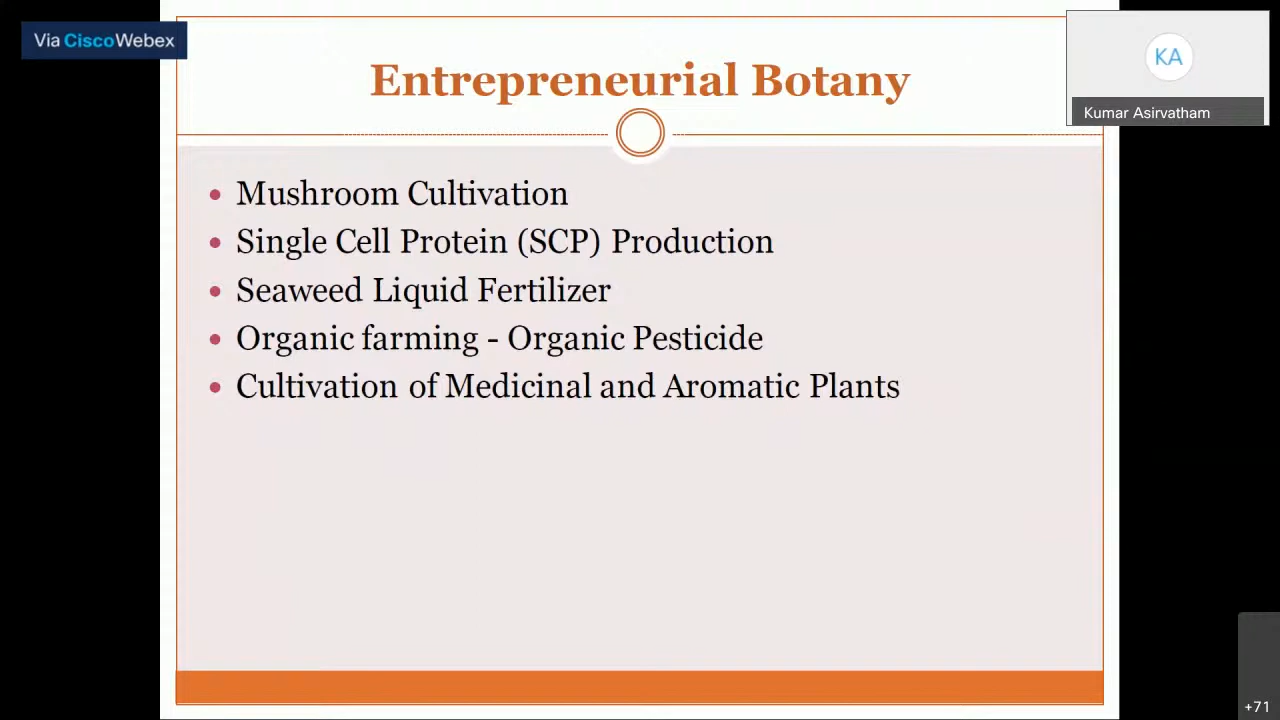 Via CiscoWebex
Entrepreneurial Botany
KA
Kumar Asirvatham
• Mushroom Cultivation
• Single Cell Protein (SCP) Production
• Seaweed Liquid Fertilizer
• Organic farming - Organic Pesticide
• Cultivation of Medicinal and Aromatic Plants
+71